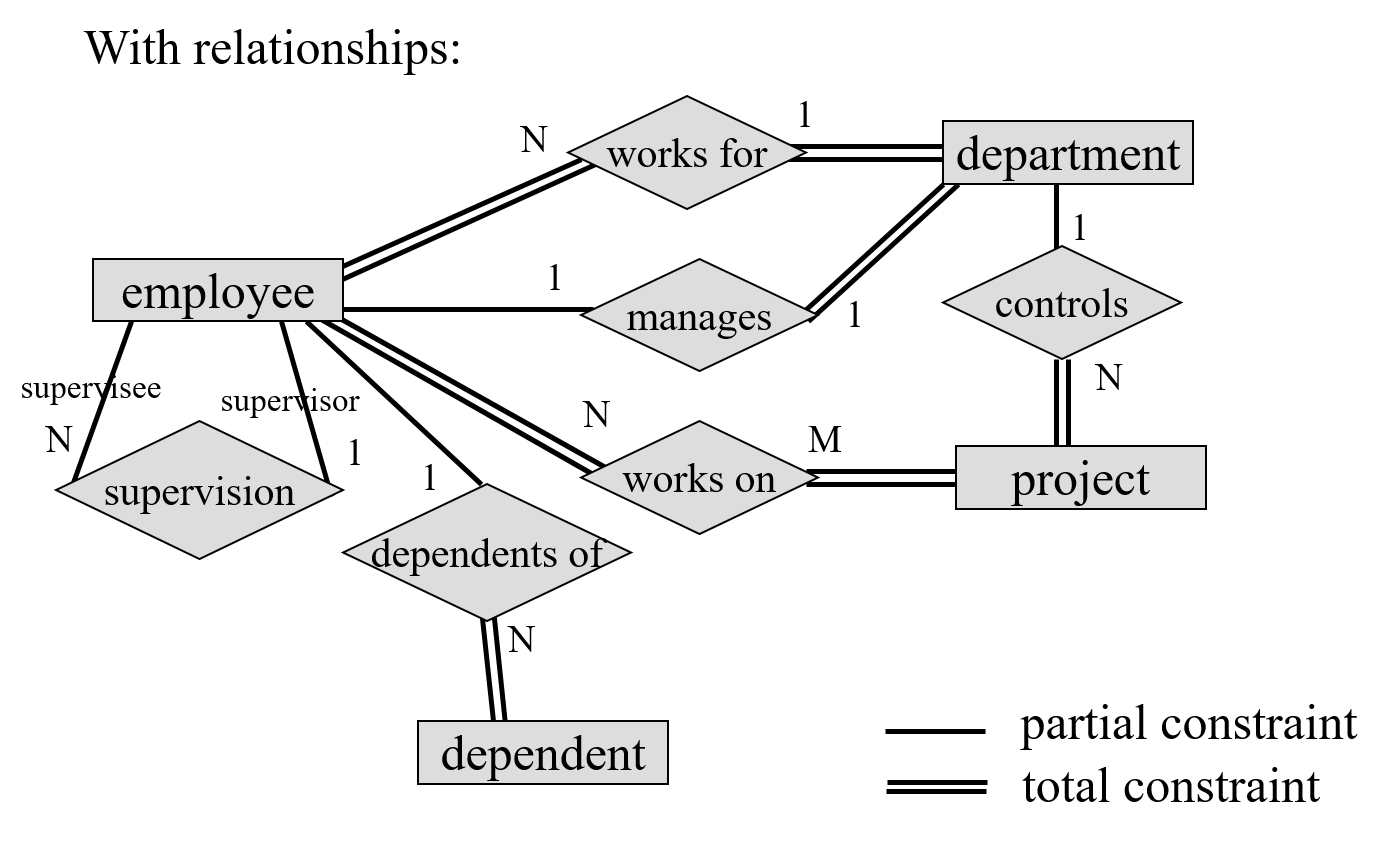 With relationships:
N
works for
1
department
employee
1
manages
1
1
controls
N
supervisee
supervisor
N
1
supervision
1
dependents of
N
works on
M
project
N
dependent
partial constraint
total constraint